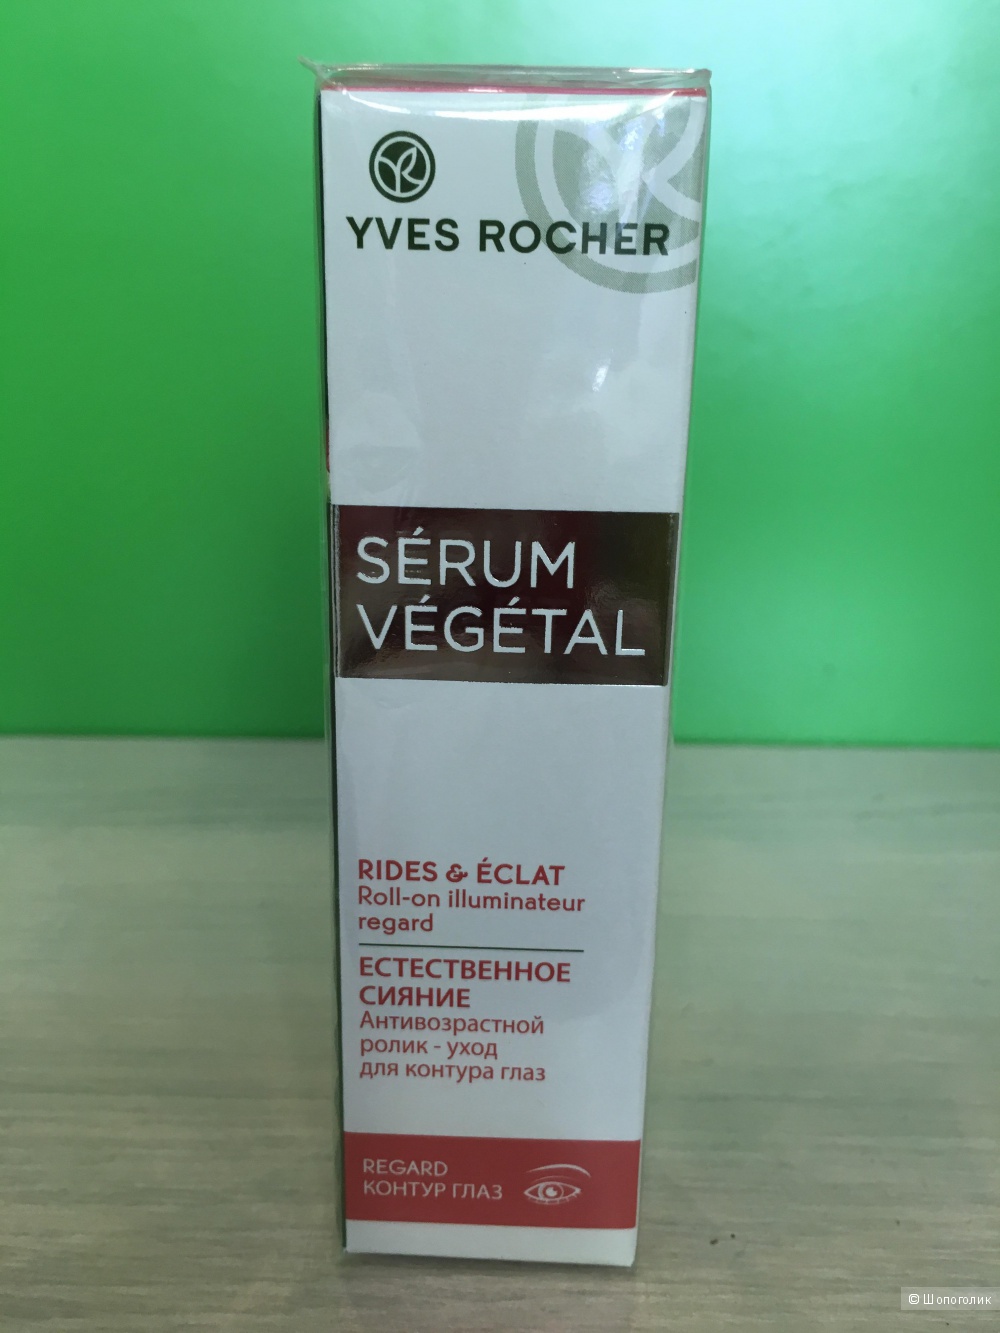 YVES ROCHER
SÉRUM
VÉGÉTAL
RIDES & ÉCLAT
Roll-on illuminateur
regard
ЕСТЕСТВЕННОЕ
СИЯНИЕ
Антивозрастной
ролик - уход
для контура глаз
REGARD
КОНТУР ГЛАЗ
© Шопоголик